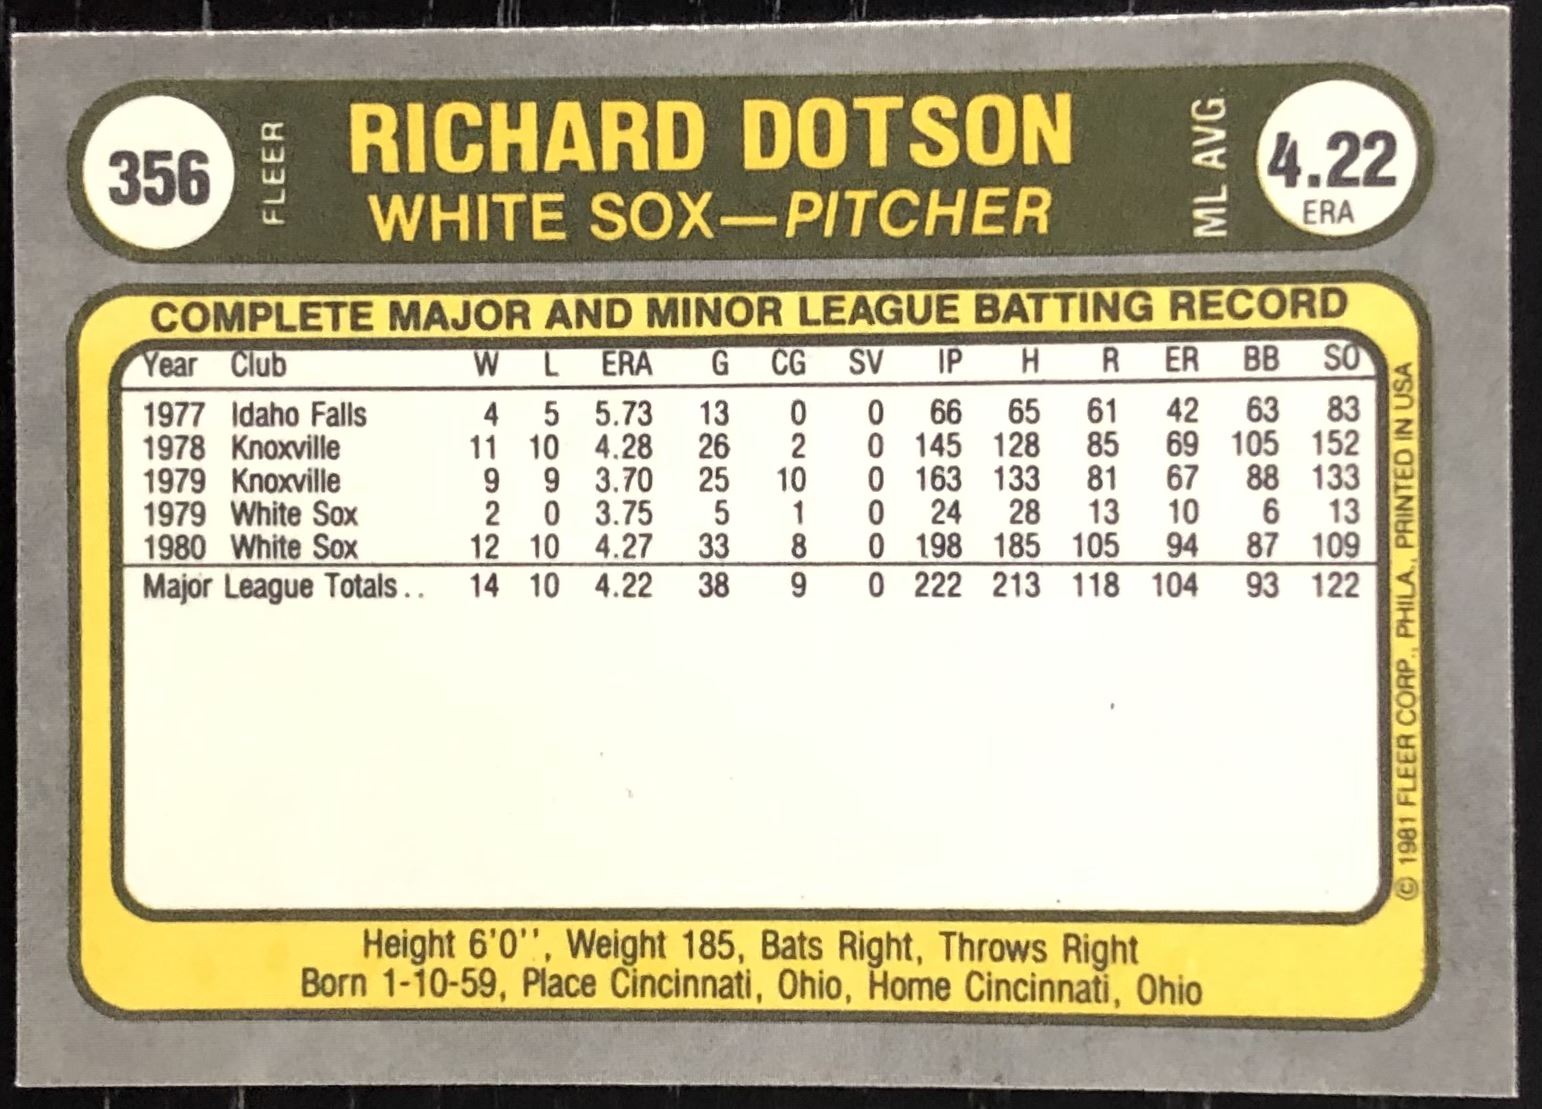 356 FLEER RICHARD DOTSON ML AVG. 4.22
WHITE SOX—PITCHER ERA
COMPLETE MAJOR AND MINOR LEAGUE BATTING RECORD
Year Club W L ERA G CG SV IP H R ER BB SO
1977 Idaho Falls 4 5 5.73 13 0 0 66 65 61 42 63 83
1978 Knoxville 11 10 4.28 26 2 0 145 128 85 69 105 152
1979 Knoxville 9 9 3.70 25 10 0 163 133 81 67 88 133
1979 White Sox 2 0 3.75 5 1 0 24 28 13 10 6 13
1980 White Sox 12 10 4.27 33 8 0 198 185 105 94 87 109
Major League Totals.. 14 10 4.22 38 9 0 222 213 118 104 93 122
© 1981 FLEER CORP., PHILA., PRINTED IN USA
Height 6'0'', Weight 185, Bats Right, Throws Right
Born 1-10-59, Place Cincinnati, Ohio, Home Cincinnati, Ohio